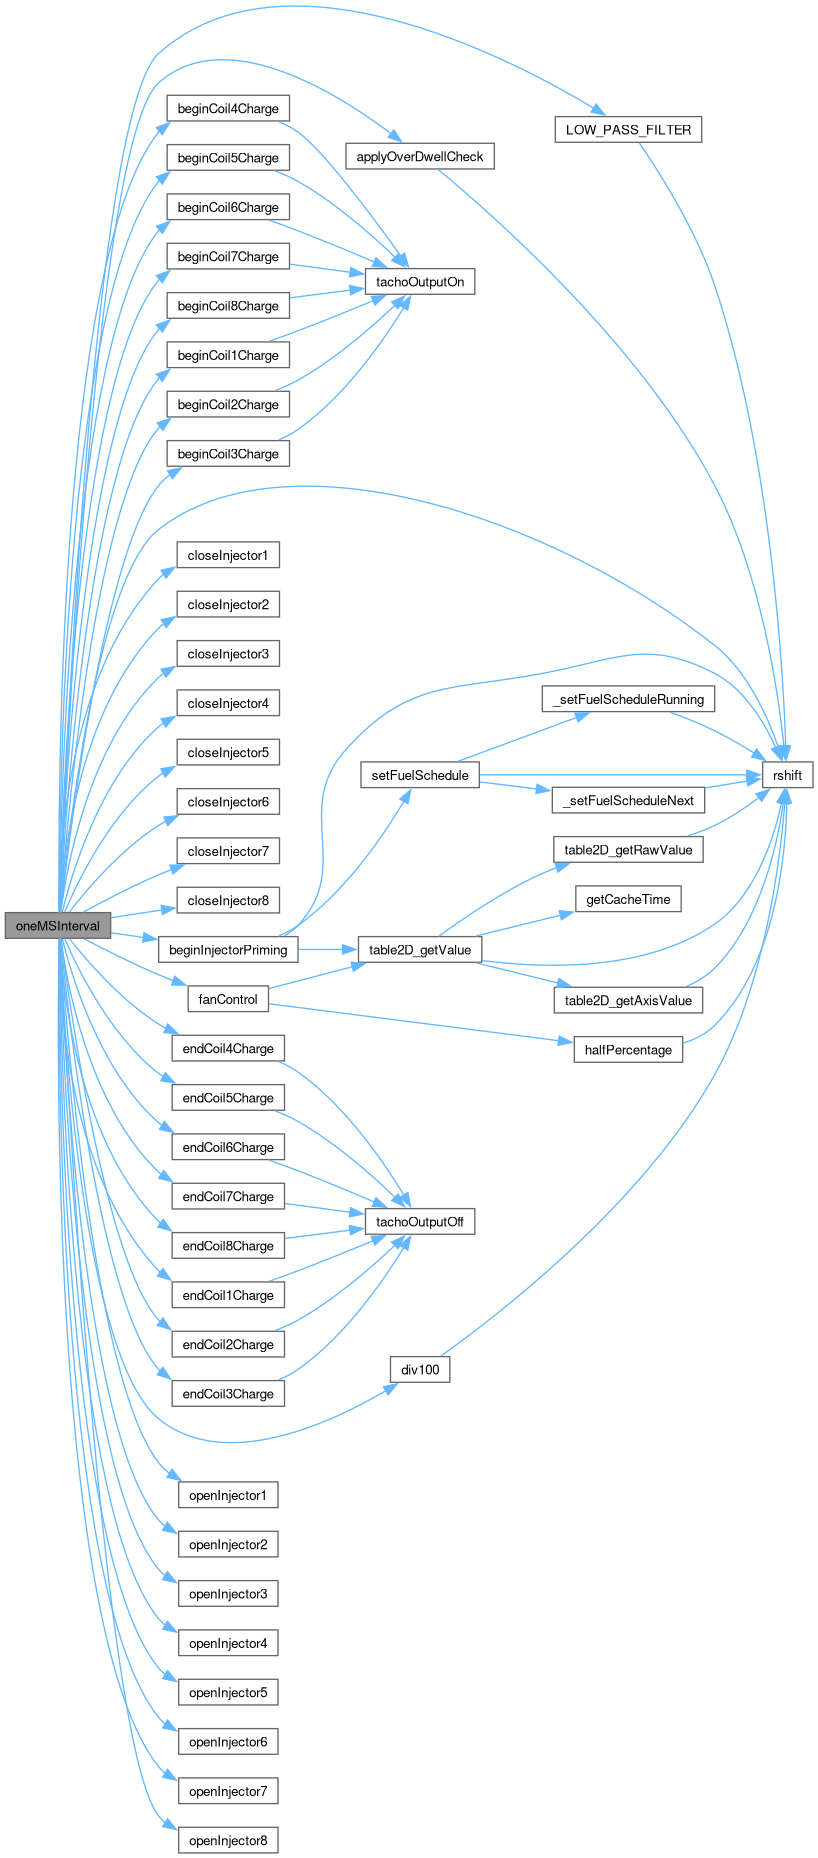 oneMSInterval
beginCoil4Charge
beginCoil5Charge
beginCoil6Charge
beginCoil7Charge
beginCoil8Charge
beginCoil1Charge
beginCoil2Charge
beginCoil3Charge
closeInjector1
closeInjector2
closeInjector3
closeInjector4
closeInjector5
closeInjector6
closeInjector7
closeInjector8
beginInjectorPriming
fanControl
endCoil4Charge
endCoil5Charge
endCoil6Charge
endCoil7Charge
endCoil8Charge
endCoil1Charge
endCoil2Charge
endCoil3Charge
openInjector1
openInjector2
openInjector3
openInjector4
openInjector5
openInjector6
openInjector7
openInjector8
applyOverDwellCheck
tachoOutputOn
setFuelSchedule
table2D_getValue
tachoOutputOff
div100
LOW_PASS_FILTER
_setFuelScheduleRunning
_setFuelScheduleNext
table2D_getRawValue
getCacheTime
table2D_getAxisValue
halfPercentage
rshift